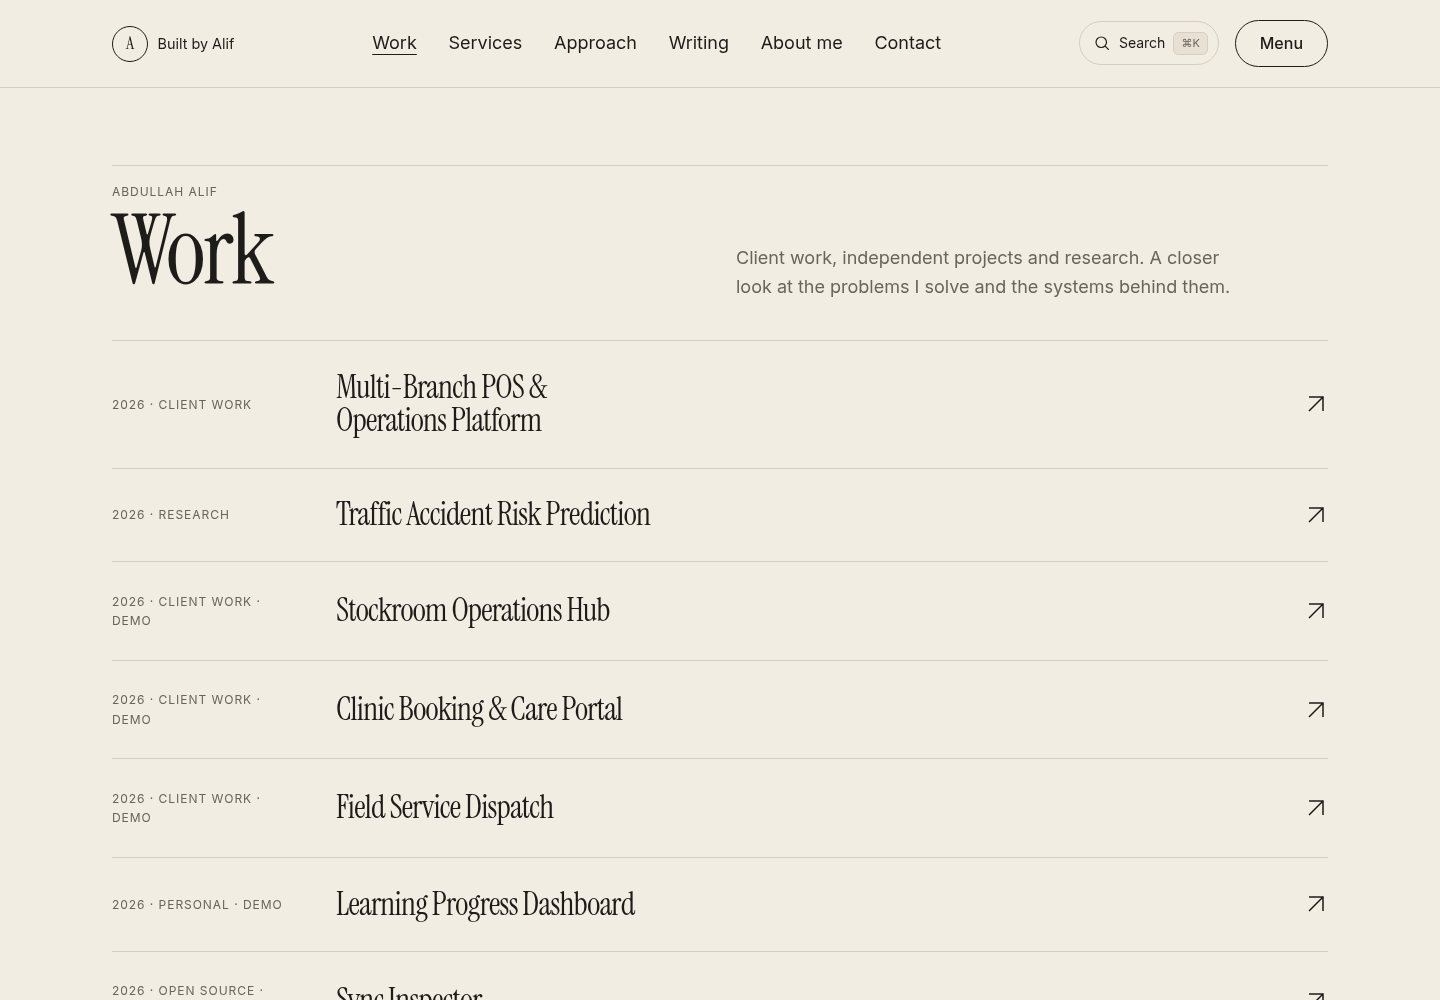 A
Built by Alif
Work
Services
Approach
Writing
About me
Contact
Search
⌘K
Menu
ABDULLAH ALIF
Work
Client work, independent projects and research. A closer
look at the problems I solve and the systems behind them.
2026 · CLIENT WORK
Multi-Branch POS &
Operations Platform
2026 · RESEARCH
Traffic Accident Risk Prediction
2026 · CLIENT WORK ·
DEMO
Stockroom Operations Hub
2026 · CLIENT WORK ·
DEMO
Clinic Booking & Care Portal
2026 · CLIENT WORK ·
DEMO
Field Service Dispatch
2026 · PERSONAL · DEMO
Learning Progress Dashboard
2026 · OPEN SOURCE ·
Sync Inspector